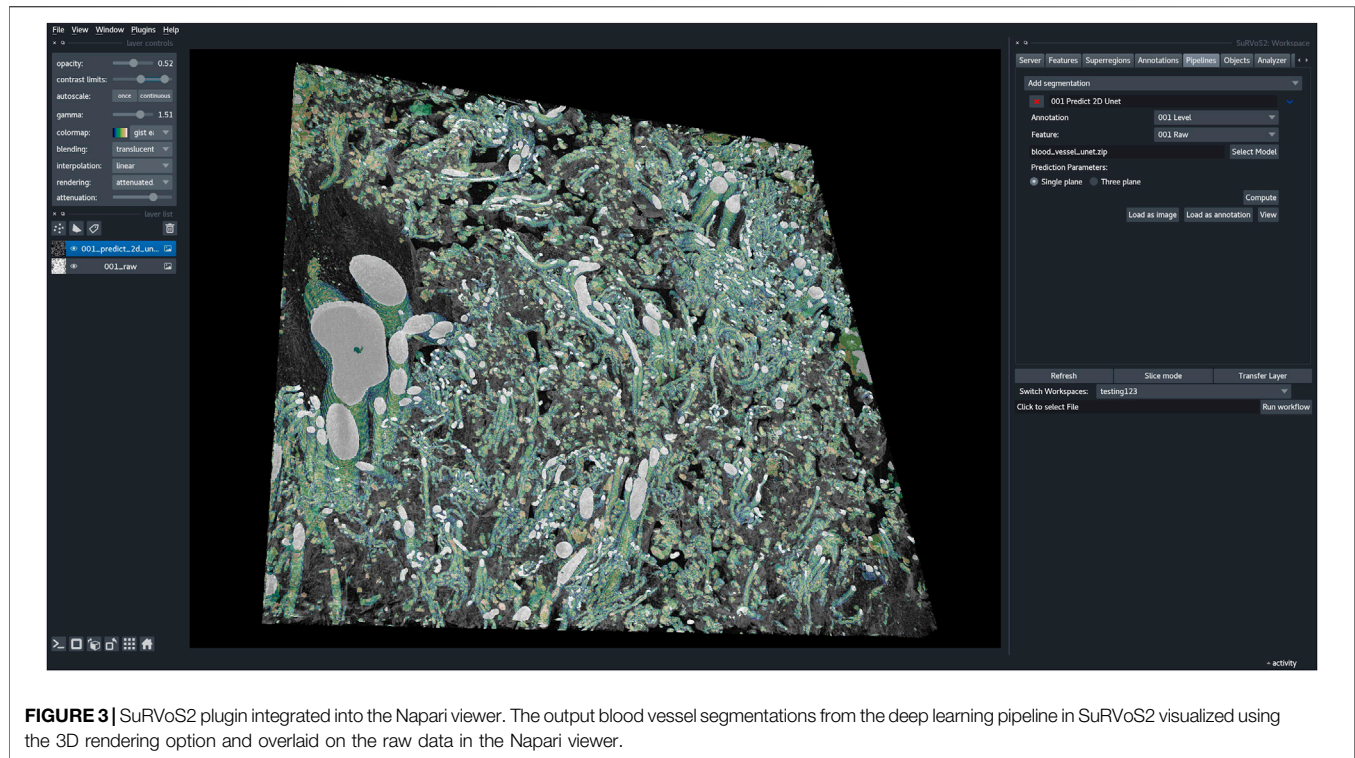 File View Window Plugins Help
layer controls
opacity: 0.52
contrast limits:
autoscale: once continuous
gamma: 1.51
colormap: gist ea
blending: translucent
interpolation: linear
rendering: attenuated
attenuation:
layer list
001_predict_2d_un...
001_raw
SuRVoS2: Workspace
Server Features Superregions Annotations Pipelines Objects Analyzer
Add segmentation
001 Predict 2D Unet
Annotation 001 Level
Feature: 001 Raw
blood_vessel_unet.zip Select Model
Prediction Parameters:
Single plane Three plane
Compute
Load as image Load as annotation View
Refresh Slice mode Transfer Layer
Switch Workspaces: testing123
Click to select File Run workflow
activity
FIGURE 3 | SuRVoS2 plugin integrated into the Napari viewer. The output blood vessel segmentations from the deep learning pipeline in SuRVoS2 visualized using
the 3D rendering option and overlaid on the raw data in the Napari viewer.